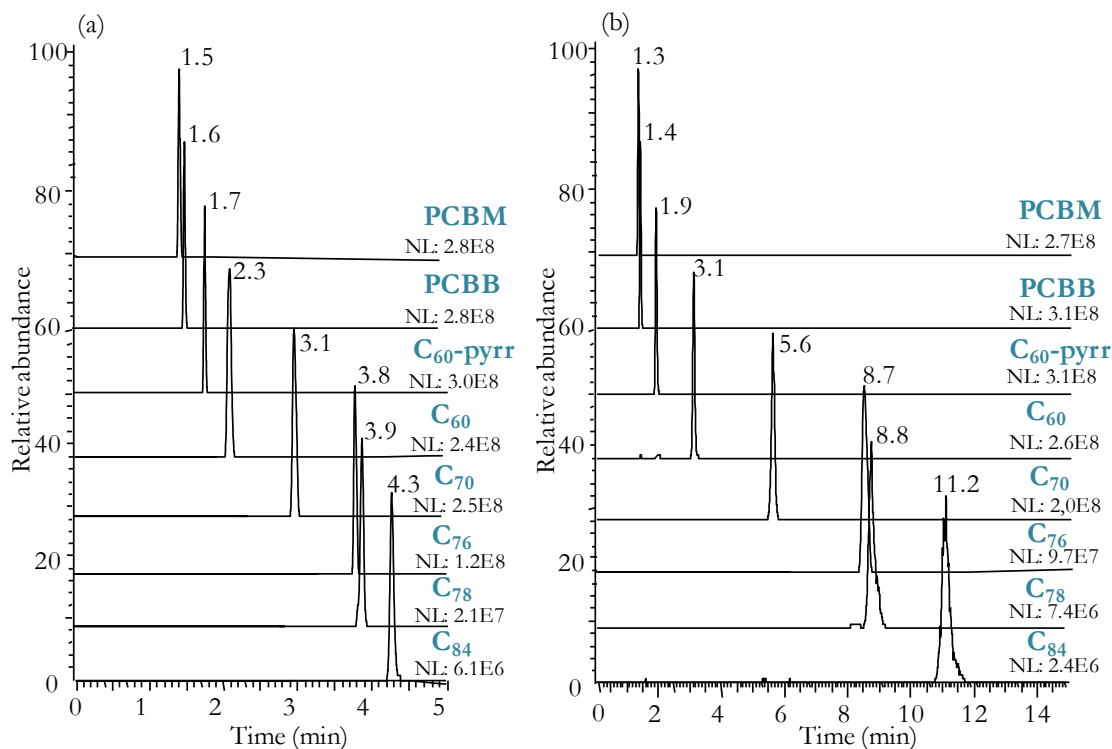 (a)
100
80
60
40
20
0
Relative abundance
1.5
1.6
1.7
2.3
3.1
3.8
3.9
4.3
PCBM
NL: 2.8E8
PCBB
NL: 2.8E8
C60-pyrr
NL: 3.0E8
C60
NL: 2.4E8
C70
NL: 2.5E8
C76
NL: 1.2E8
C78
NL: 2.1E7
C84
NL: 6.1E6
0 1 2 3 4 5
Time (min)
(b)
100
80
60
40
20
0
Relative abundance
1.3
1.4
1.9
3.1
5.6
8.7
8.8
11.2
PCBM
NL: 2.7E8
PCBB
NL: 3.1E8
C60-pyrr
NL: 3.1E8
C60
NL: 2.6E8
C70
NL: 2,0E8
C76
NL: 9.7E7
C78
NL: 7.4E6
C84
NL: 2.4E6
0 2 4 6 8 10 12 14
Time (min)